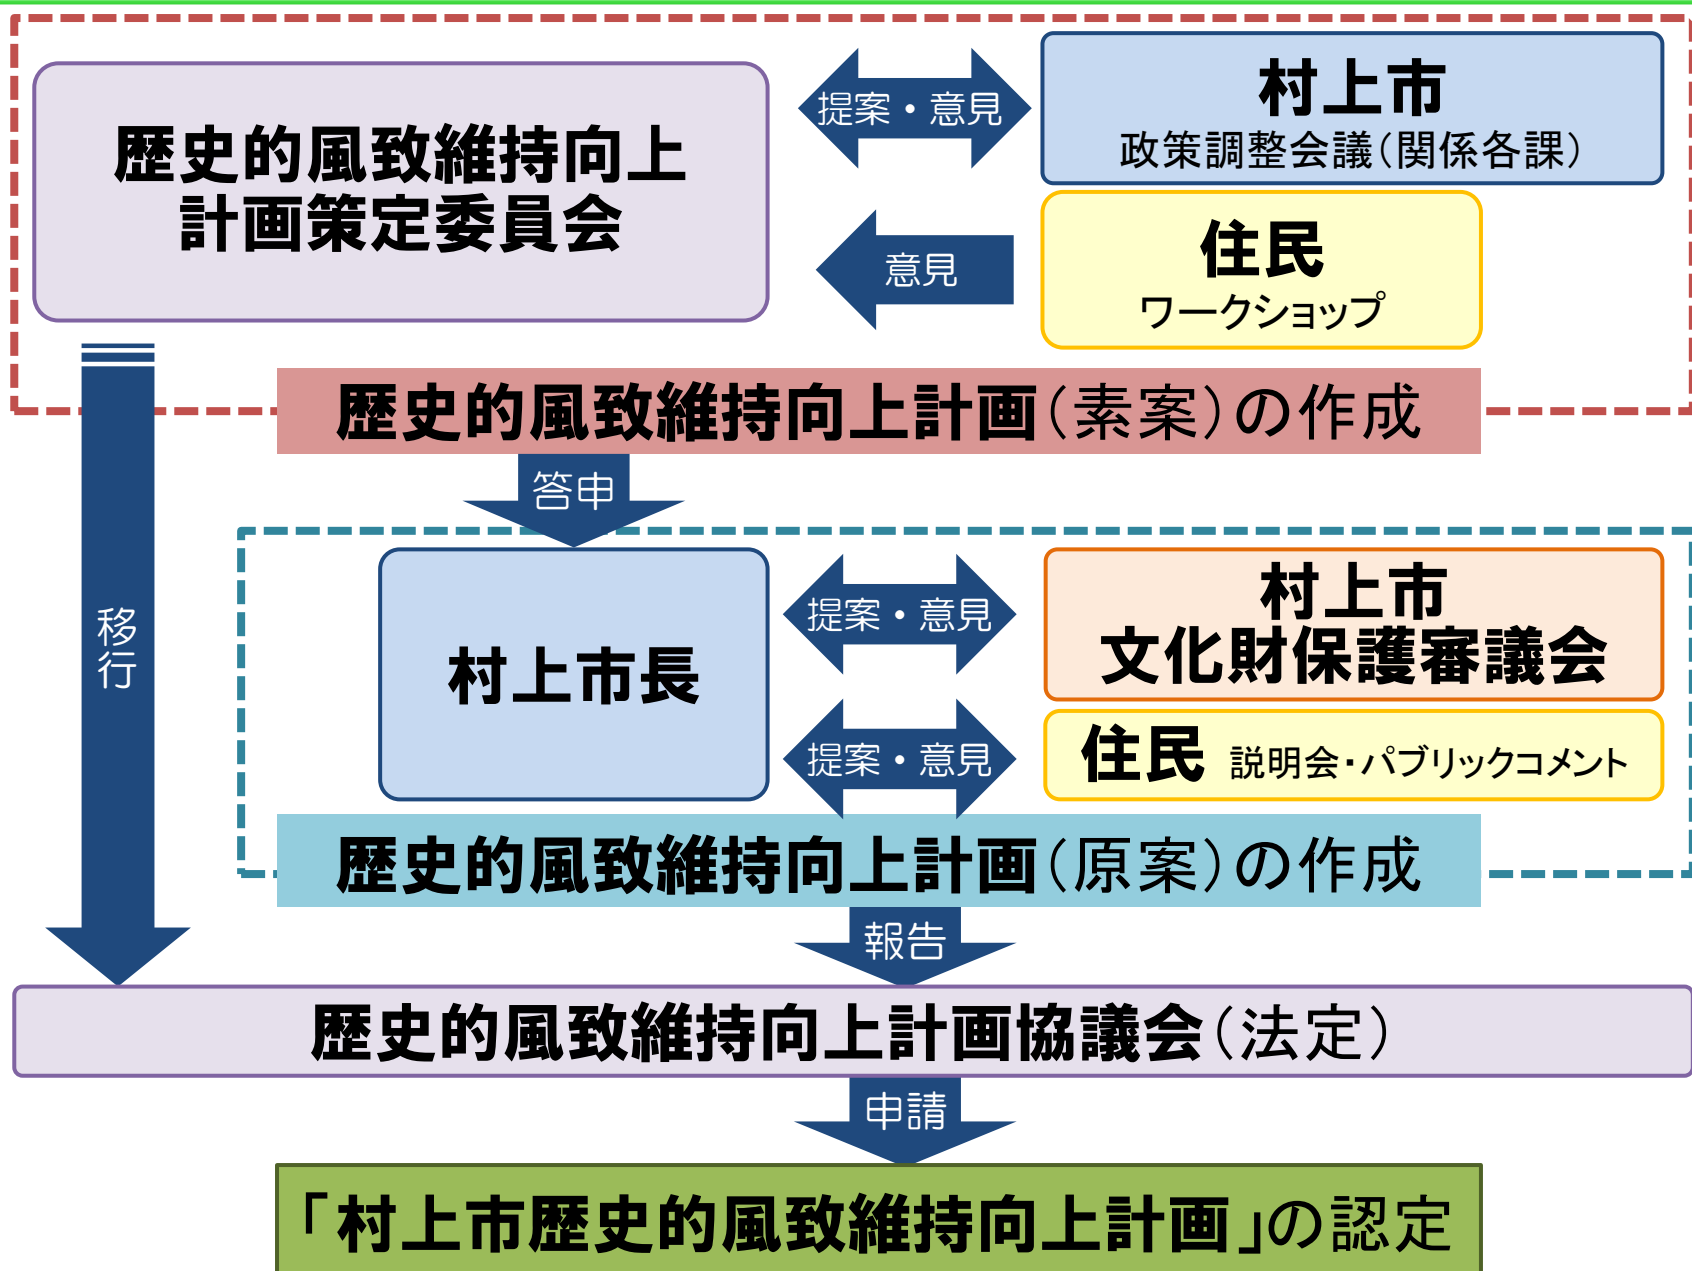 歴史的風致維持向上
計画策定委員会
提案・意見
村上市
政策調整会議（関係各課）
意見
住民
ワークショップ
歴史的風致維持向上計画（素案）の作成
答申
移行
村上市長
提案・意見
村上市
文化財保護審議会
提案・意見
住民 説明会・パブリックコメント
歴史的風致維持向上計画（原案）の作成
報告
歴史的風致維持向上計画協議会（法定）
申請
「村上市歴史的風致維持向上計画」の認定